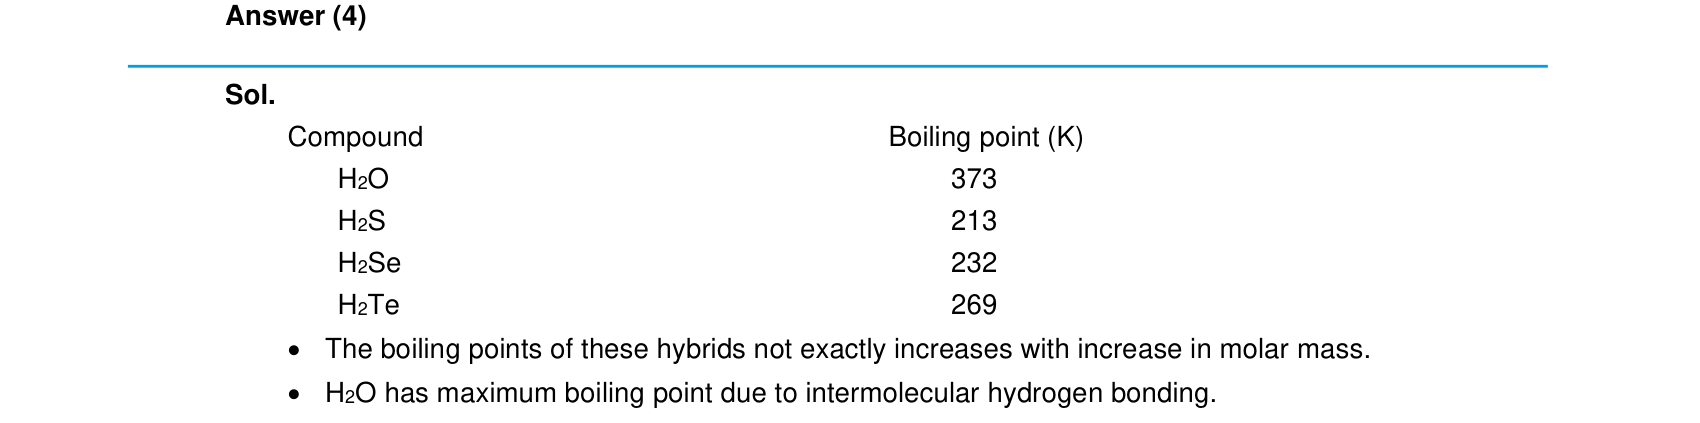 Answer (4)
Sol.
Compound Boiling point (K)
H2O 373
H2S 213
H2Se 232
H2Te 269
• The boiling points of these hybrids not exactly increases with increase in molar mass.
• H2O has maximum boiling point due to intermolecular hydrogen bonding.